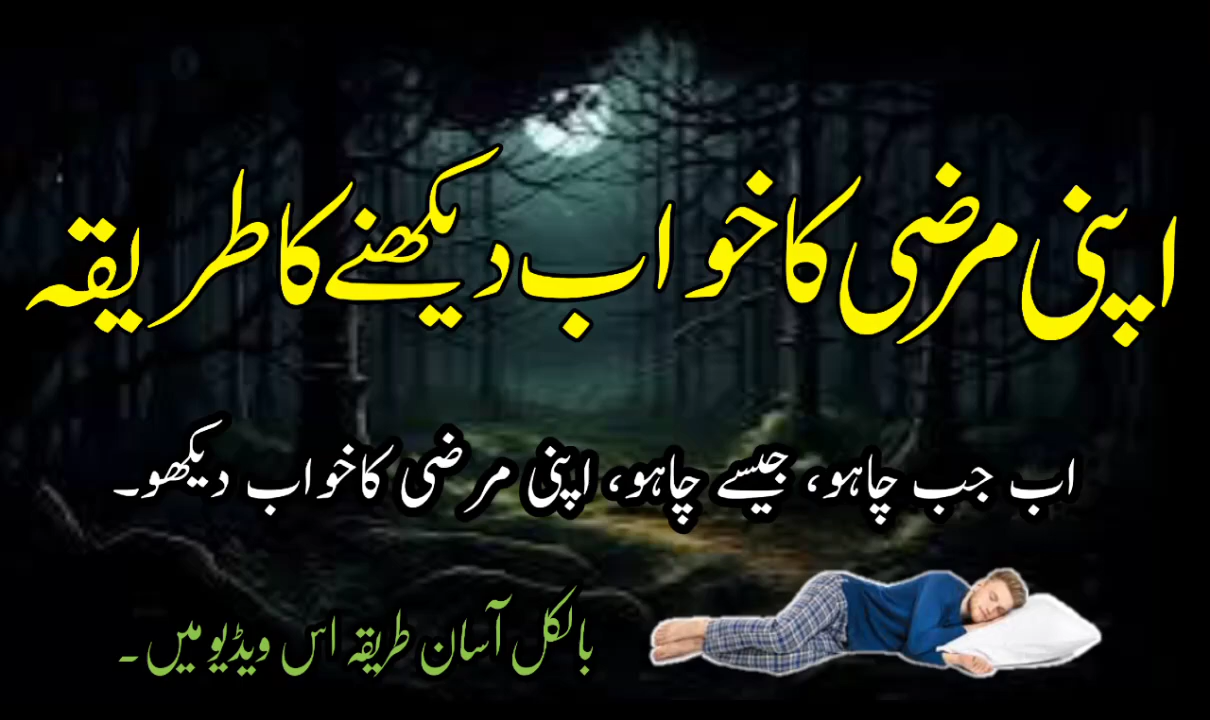 اپنی مرضی کا خواب دیکھنے کا طریقہ
اب جب چاہو، جیسے چاہو، اپنی مرضی کا خواب دیکھو۔
بالکل آسان طریقہ اس ویڈیو میں۔